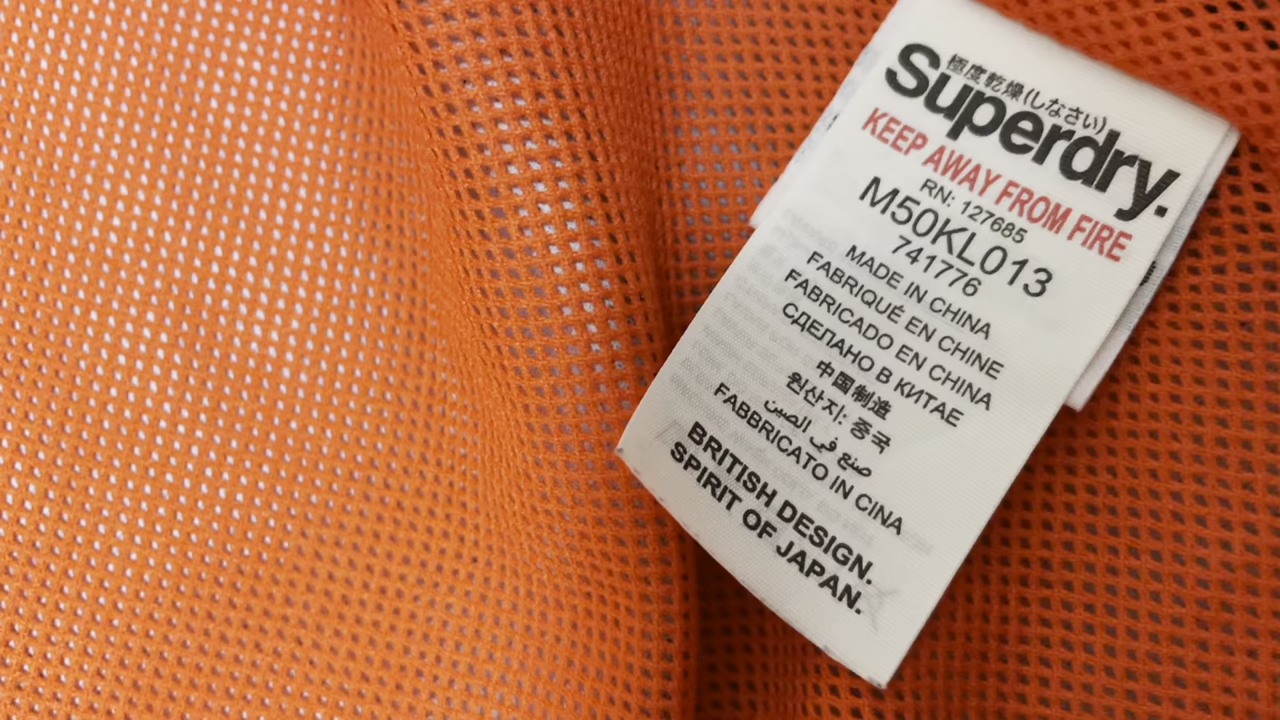 極度乾燥(しなさい)
Superdry.
KEEP AWAY FROM FIRE
RN: 127685
M50KL013
741776
MADE IN CHINA
FABRIQUÉ EN CHINE
FABRICADO EN CHINA
СДЕЛАНО В КИТАЕ
中国制造
원산지: 중국
صنع في الصين
FABBRICATO IN CINA
BRITISH DESIGN.
SPIRIT OF JAPAN.